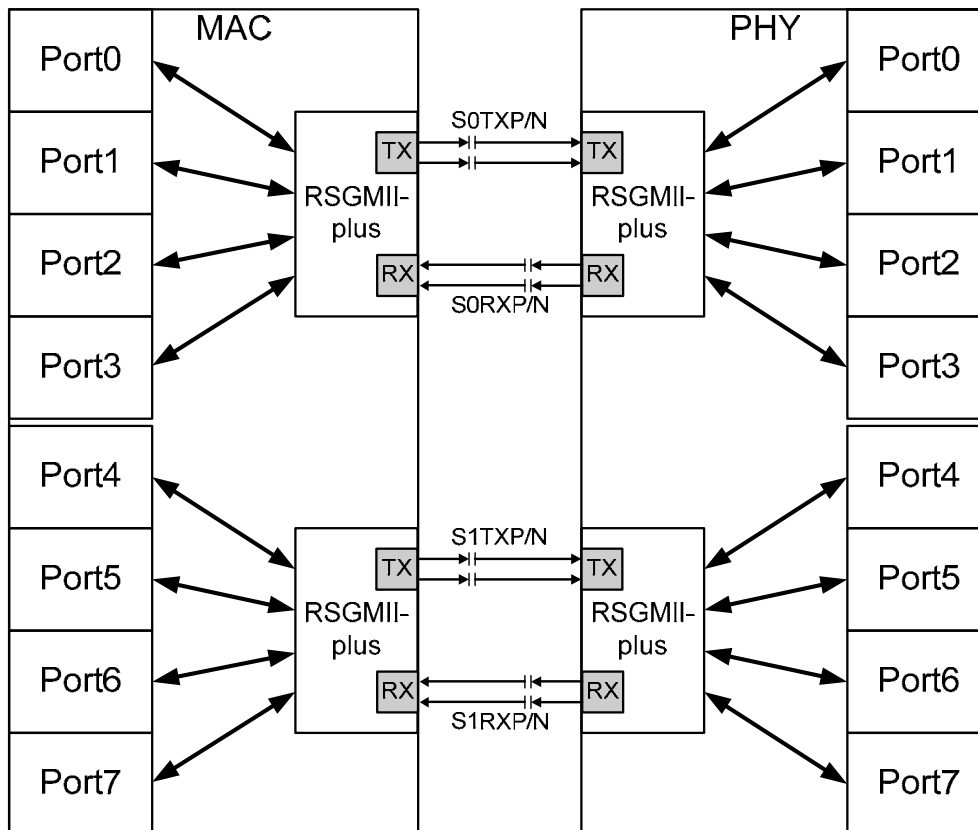 MAC
PHY
Port0
Port1
Port2
Port3
Port4
Port5
Port6
Port7
TX
RSGMII-
plus
RX
S0TXP/N
S0RXP/N
TX
RSGMII-
plus
RX
TX
RSGMII-
plus
RX
S1TXP/N
S1RXP/N
TX
RSGMII-
plus
RX
Port0
Port1
Port2
Port3
Port4
Port5
Port6
Port7